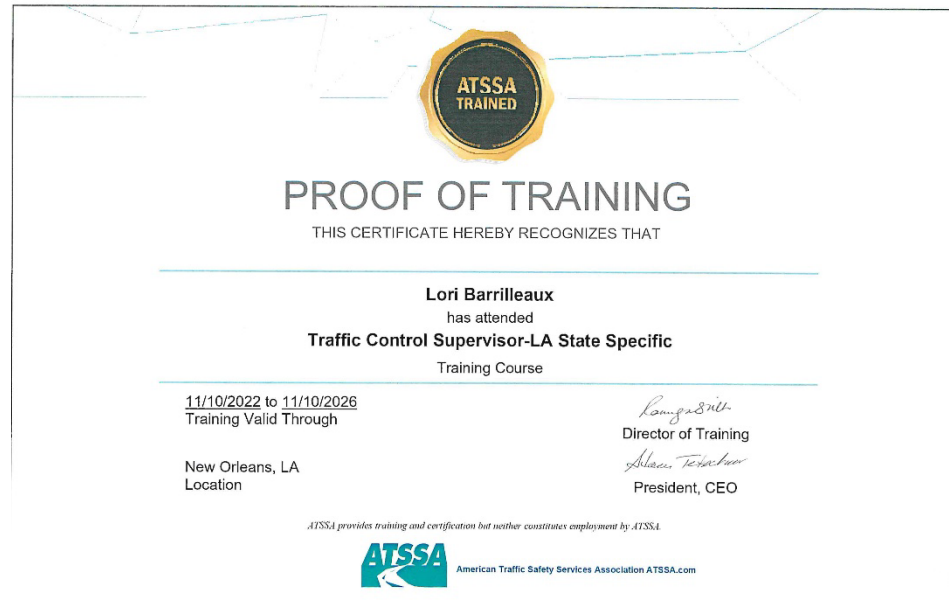 ATSSA
TRAINED
PROOF OF TRAINING
THIS CERTIFICATE HEREBY RECOGNIZES THAT
Lori Barrilleaux
has attended
Traffic Control Supervisor-LA State Specific
Training Course
11/10/2022 to 11/10/2026
Training Valid Through
Director of Training
New Orleans, LA
Location
President, CEO
ATSSA provides training and certification but neither constitutes employment by ATSSA.
ATSSA
American Traffic Safety Services Association ATSSA.com